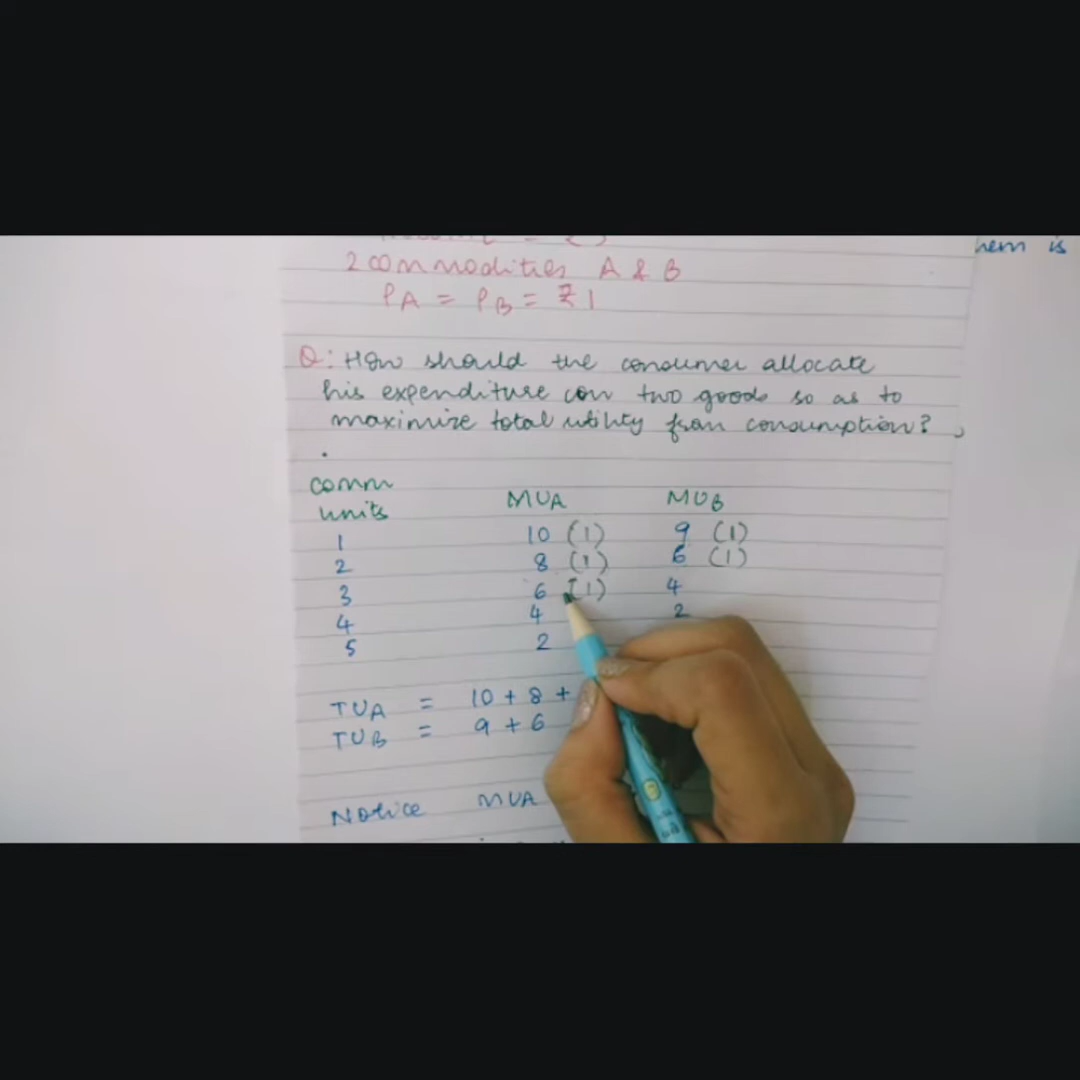 hem is
2 commodities A & B
PA = PB = ₹1
Q: How should the consumer allocate
his expenditure on two goods so as to
maximize total utility from consumption?
comm units MUA MUB
1 10 (1) 9 (1)
2 8 (1) 6 (1)
3 6 (1) 4
4 4 2
5 2
TUA = 10 + 8 +
TUB = 9 + 6
Notice MUA